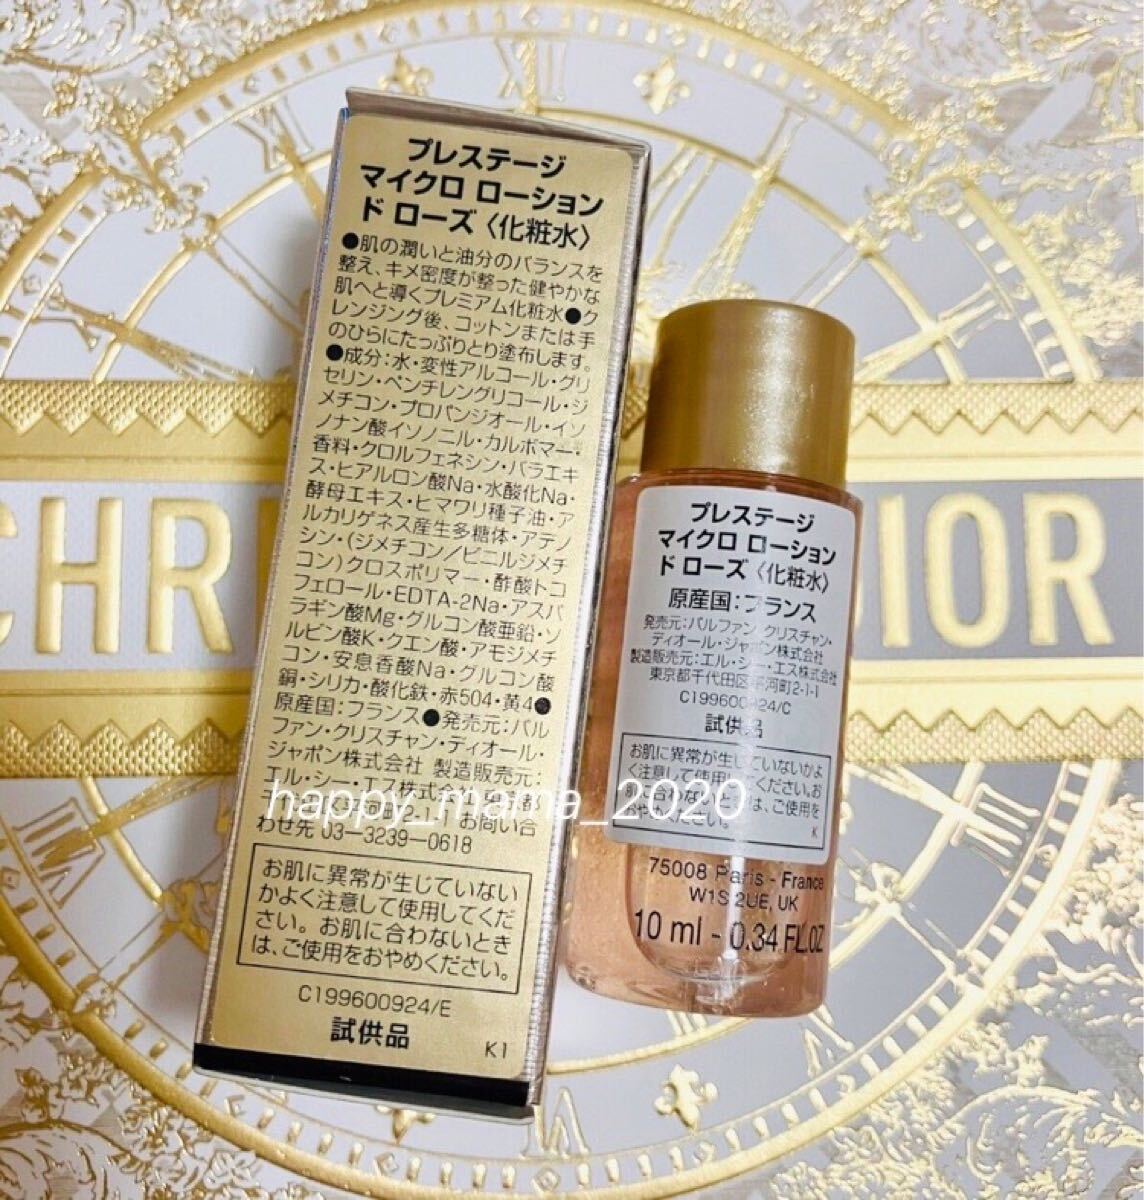 プレステージ
マイクロ ローション
ド ローズ〈化粧水〉
●肌の潤いと油分のバランスを
整え、キメ密度が整った健やかな
肌へと導くプレミアム化粧水●ク
レンジング後、コットンまたは手
のひらにたっぷりとり塗布します。
●成分：水・変性アルコール・グリ
セリン・ペンチレングリコール・ジ
メチコン・プロパンジオール・イソ
ノナン酸イソノニル・カルボマー・
香料・クロルフェネシン・バラエキ
ス・ヒアルロン酸Na・水酸化Na・
酵母エキス・ヒマワリ種子油・ア
ルカリゲネス産生多糖体・アデノ
シン・(ジメチコン／ビニルジメチ
コン)クロスポリマー・酢酸トコ
フェロール・EDTA-2Na・アスパ
ラギン酸Mg・グルコン酸亜鉛・ソ
ルビン酸K・クエン酸・アモジメチ
コン・安息香酸Na・グルコン酸
銅・シリカ・酸化鉄・赤504・黄4●
原産国：フランス●発売元：パル
ファン・クリスチャン・ディオール・
ジャポン株式会社 製造販売元：
エル・シー・エス株式会社
千代田区平河町2-1-1お問い合
わせ先 03-3239-0618
お肌に異常が生じていない
かよく注意して使用してくだ
さい。お肌に合わないとき
は、ご使用をおやめください。
C199600924/E
試供品
K1
プレステージ
マイクロ ローション
ド ローズ〈化粧水〉
原産国：フランス
発売元：パルファン クリスチャン・
ディオール・ジャポン株式会社
製造販売元：エル・シー・エス株式会社
東京都千代田区平河町2-1-1
C199600924/C
試供品
お肌に異常が生じていないかよ
く注意して使用してください。お
肌に合わないときは、ご使用を
おやめください。
K
75008 Paris - France
W1S 2UE, UK
10 ml - 0.34 FL.OZ
CHR
IOR
happy_mama_2020